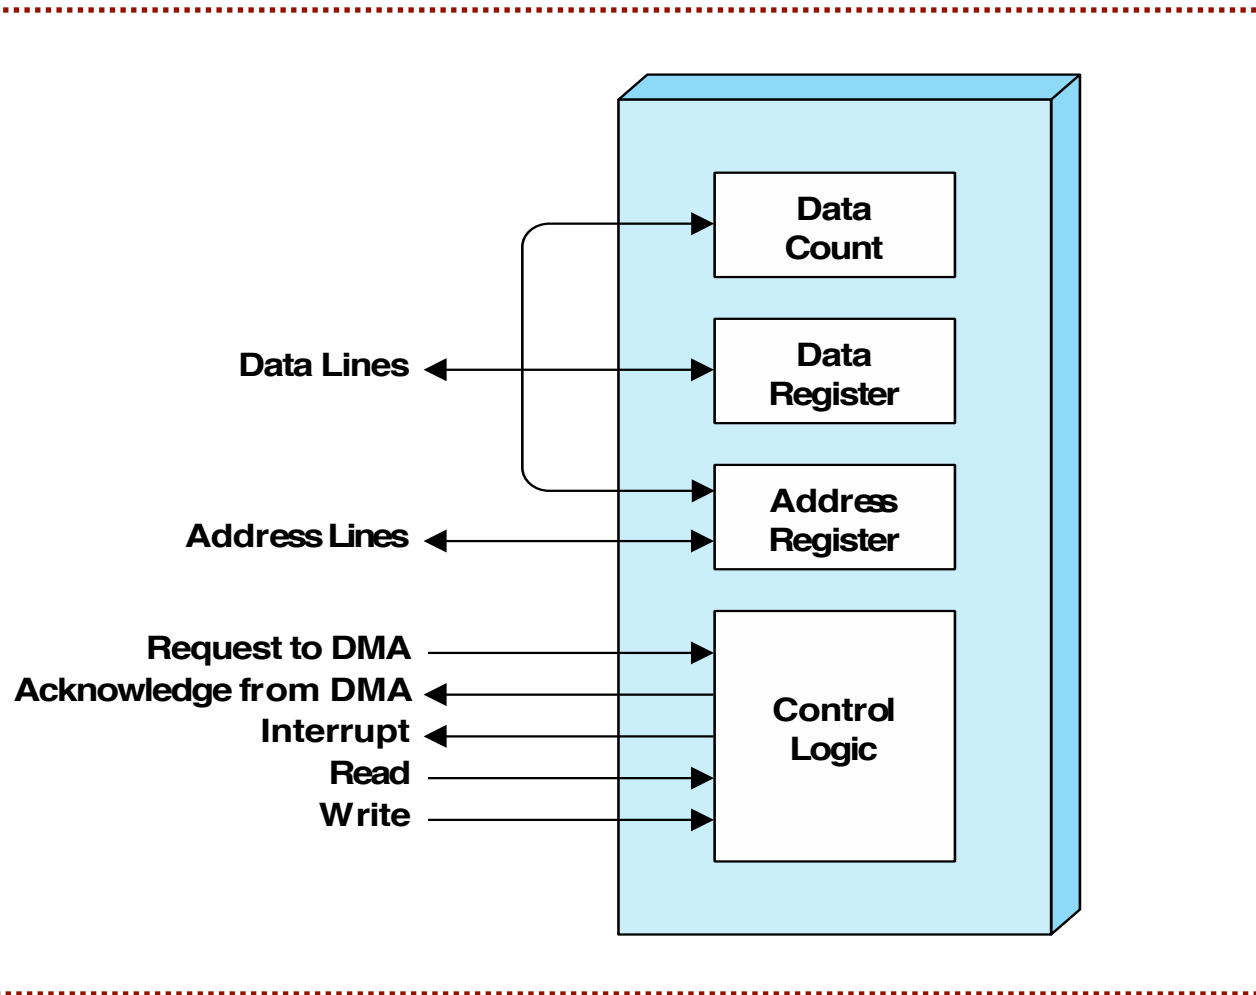 Data
Count
Data Lines
Data
Register
Address Lines
Address
Register
Request to DMA
Acknowledge from DMA
Interrupt
Read
Write
Control
Logic